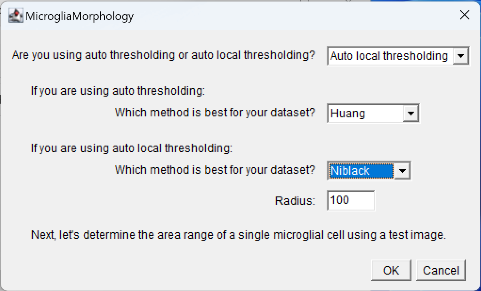 MicrogliaMorphology
Are you using auto thresholding or auto local thresholding? Auto local thresholding
If you are using auto thresholding:
Which method is best for your dataset? Huang
If you are using auto local thresholding:
Which method is best for your dataset? Niblack
Radius: 100
Next, let's determine the area range of a single microglial cell using a test image.
OK Cancel